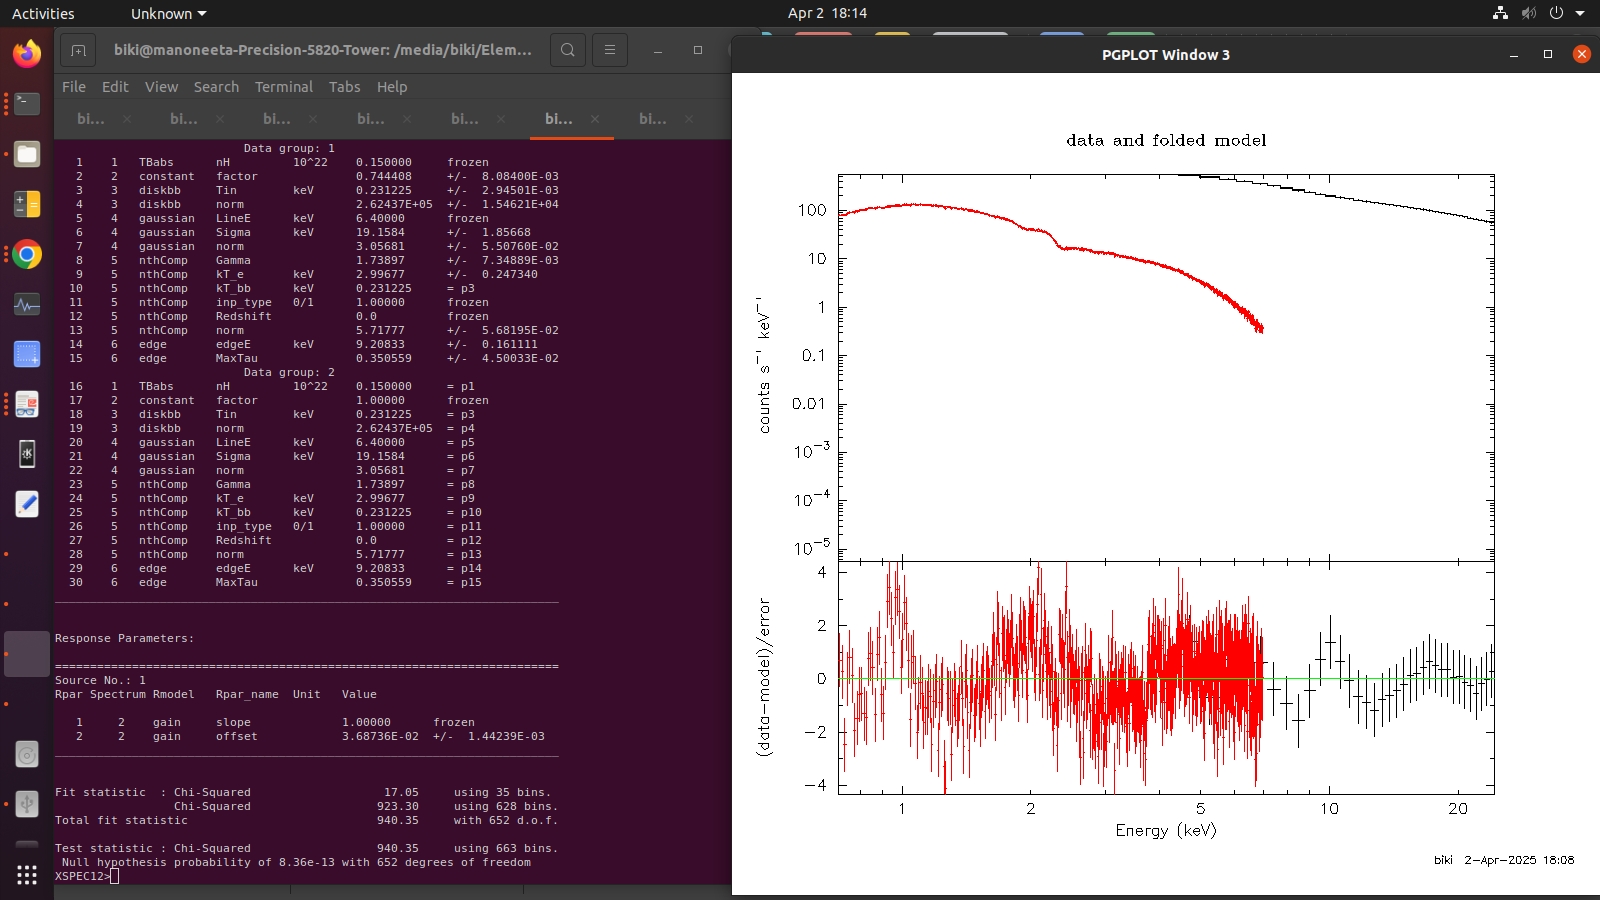 Activities
Unknown
Apr 2 18:14
biki@manoneeta-Precision-5820-Tower: /media/biki/Elem...
File Edit View Search Terminal Tabs Help
bi... × bi... × bi... × bi... × bi... × bi... × bi... ×
Data group: 1
1 1 TBabs nH 10^22 0.150000 frozen
2 2 constant factor 0.744408 +/- 8.08400E-03
3 3 diskbb Tin keV 0.231225 +/- 2.94501E-03
4 3 diskbb norm 2.62437E+05 +/- 1.54621E+04
5 4 gaussian LineE keV 6.40000 frozen
6 4 gaussian Sigma keV 19.1584 +/- 1.85668
7 4 gaussian norm 3.05681 +/- 5.50760E-02
8 5 nthComp Gamma 1.73897 +/- 7.34889E-03
9 5 nthComp kT_e keV 2.99677 +/- 0.247340
10 5 nthComp kT_bb keV 0.231225 = p3
11 5 nthComp inp_type 0/1 1.00000 frozen
12 5 nthComp Redshift 0.0 frozen
13 5 nthComp norm 5.71777 +/- 5.68195E-02
14 6 edge edgeE keV 9.20833 +/- 0.161111
15 6 edge MaxTau 0.350559 +/- 4.50033E-02
Data group: 2
16 1 TBabs nH 10^22 0.150000 = p1
17 2 constant factor 1.00000 frozen
18 3 diskbb Tin keV 0.231225 = p3
19 3 diskbb norm 2.62437E+05 = p4
20 4 gaussian LineE keV 6.40000 = p5
21 4 gaussian Sigma keV 19.1584 = p6
22 4 gaussian norm 3.05681 = p7
23 5 nthComp Gamma 1.73897 = p8
24 5 nthComp kT_e keV 2.99677 = p9
25 5 nthComp kT_bb keV 0.231225 = p10
26 5 nthComp inp_type 0/1 1.00000 = p11
27 5 nthComp Redshift 0.0 = p12
28 5 nthComp norm 5.71777 = p13
29 6 edge edgeE keV 9.20833 = p14
30 6 edge MaxTau 0.350559 = p15
Response Parameters:
Source No.: 1
Rpar Spectrum Rmodel Rpar_name Unit Value
1 2 gain slope 1.00000 frozen
2 2 gain offset 3.68736E-02 +/- 1.44239E-03
Fit statistic : Chi-Squared 17.05 using 35 bins.
Chi-Squared 923.30 using 628 bins.
Total fit statistic 940.35 with 652 d.o.f.
Test statistic : Chi-Squared 940.35 using 663 bins.
Null hypothesis probability of 8.36e-13 with 652 degrees of freedom
XSPEC12>
PGPLOT Window 3
data and folded model
counts s⁻¹ keV⁻¹
100
10
1
0.1
0.01
10⁻³
10⁻⁴
10⁻⁵
(data-model)/error
4
2
0
−2
−4
1 2 5 10 20
Energy (keV)
biki 2-Apr-2025 18:08